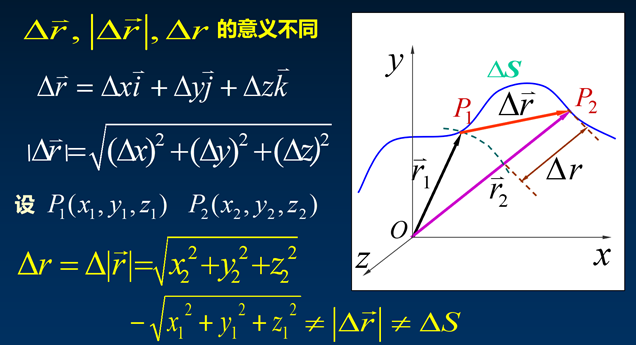 Δr⃗, |Δr⃗|, Δr 的意义不同
Δr⃗ = Δxi⃗ + Δyj⃗ + Δzk⃗
|Δr⃗|=√((Δx)²+(Δy)²+(Δz)²)
设 P₁(x₁, y₁, z₁) P₂(x₂, y₂, z₂)
Δr = Δ|r⃗|=√(x₂²+y₂²+z₂²)
-√(x₁²+y₁²+z₁²) ≠ |Δr⃗| ≠ ΔS
y
Δs
P₁
Δr⃗
P₂
r⃗₁
r⃗₂
Δr
O
z
x